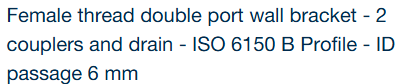 Female thread double port wall bracket - 2
couplers and drain - ISO 6150 B Profile - ID
passage 6 mm